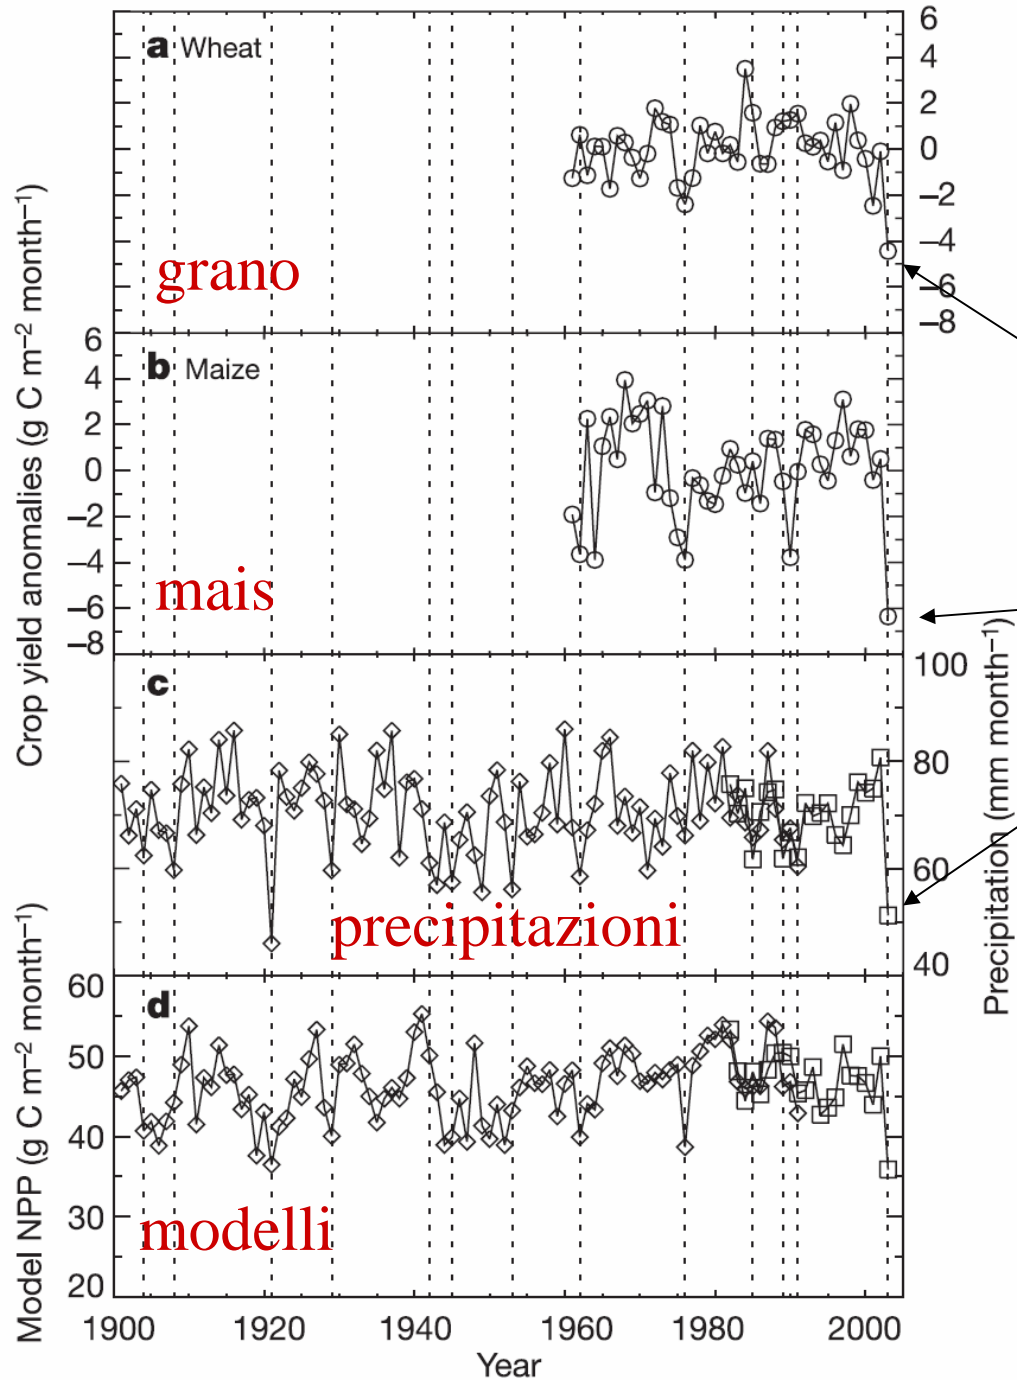 a Wheat
6
4
2
0
–2
–4
–6
–8
grano
Crop yield anomalies (g C m–2 month–1)
b Maize
6
4
2
0
–2
–4
–6
–8
mais
c
100
80
60
40
Precipitation (mm month–1)
precipitazioni
d
60
50
40
30
20
Model NPP (g C m–2 month–1)
modelli
1900 1920 1940 1960 1980 2000
Year